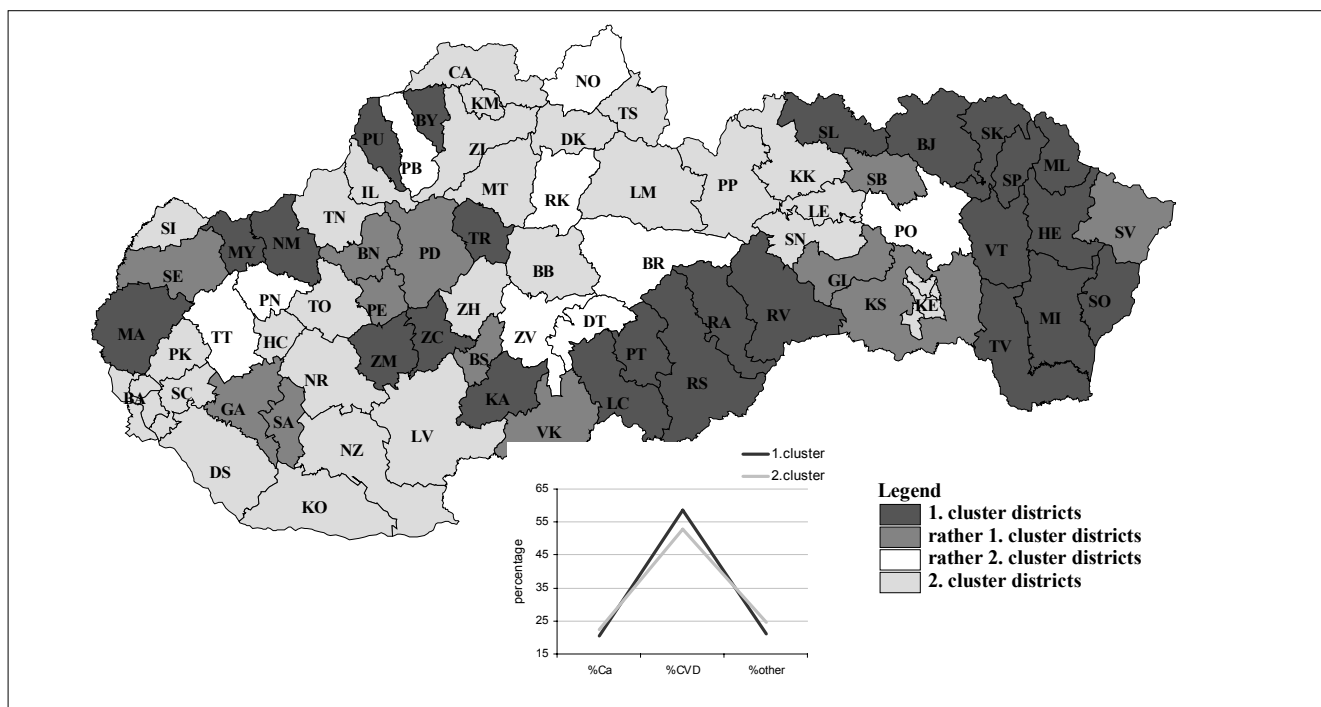 CA
NO
KM
TS
BY
PU
DK
SL
BJ
SK
ZI
PB
ML
SP
IL
MT
RK
LM
PP
KK
SB
TN
LE
SI
SN
PO
HE
SV
MY
NM
BN
PD
TR
VT
SE
BB
BR
GL
PN
TO
PE
ZH
KS
KE
SO
MA
TT
HC
ZM
ZC
ZV
DT
RA
RV
MI
PK
BS
PT
TV
NR
BA
SC
GA
SA
KA
LC
RS
VK
NZ
LV
DS
KO
1.cluster
2.cluster
65
55
45
35
25
15
percentage
%Ca
%CVD
%other
Legend
1. cluster districts
rather 1. cluster districts
rather 2. cluster districts
2. cluster districts